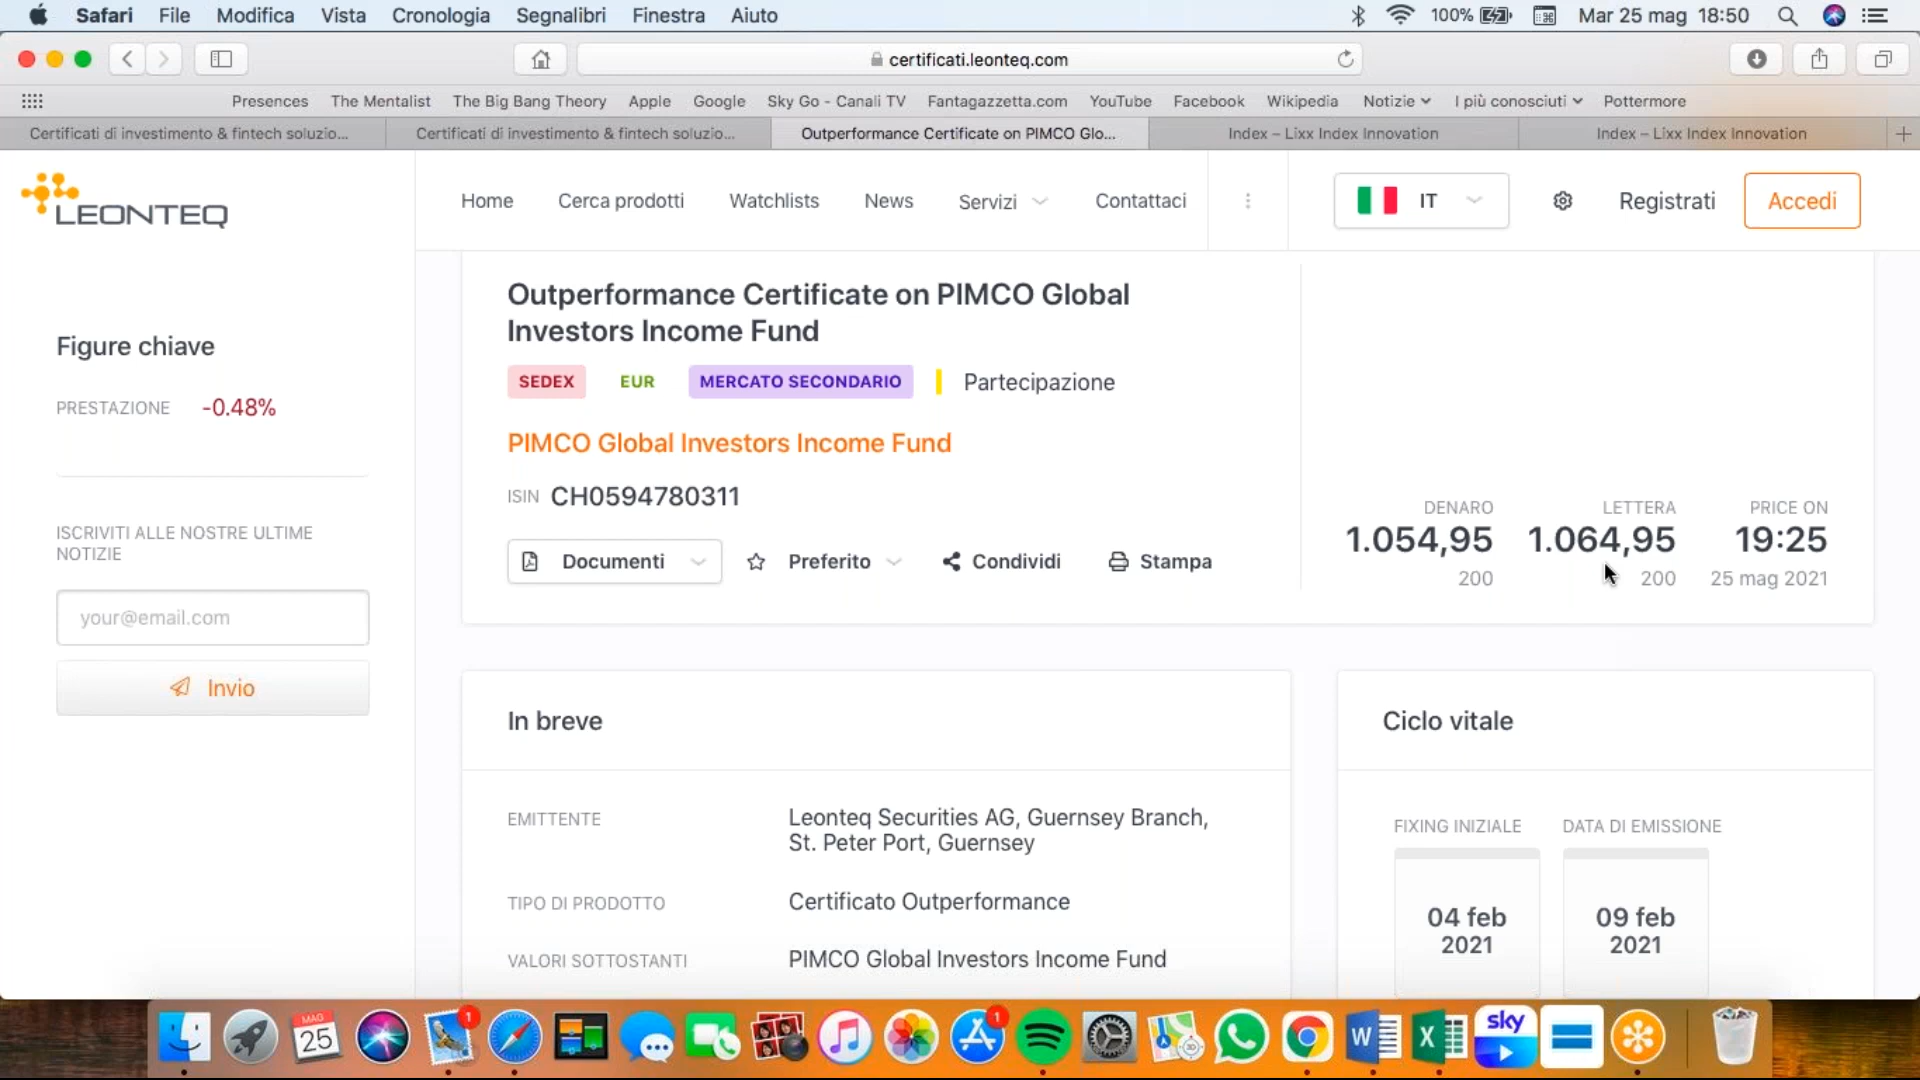 Safari File Modifica Vista Cronologia Segnalibri Finestra Aiuto 100% Mar 25 mag 18:50
certificati.leonteq.com
Presences The Mentalist The Big Bang Theory Apple Google Sky Go - Canali TV Fantagazzetta.com YouTube Facebook Wikipedia Notizie I più conosciuti Pottermore
Certificati di investimento & fintech soluzio... Certificati di investimento & fintech soluzio... Outperformance Certificate on PIMCO Glo... Index – Lixx Index Innovation Index – Lixx Index Innovation
LEONTEQ
Home Cerca prodotti Watchlists News Servizi Contattaci IT Registrati Accedi
Figure chiave
PRESTAZIONE -0.48%
ISCRIVITI ALLE NOSTRE ULTIME
NOTIZIE
your@email.com
Invio
Outperformance Certificate on PIMCO Global
Investors Income Fund
SEDEX EUR MERCATO SECONDARIO Partecipazione
PIMCO Global Investors Income Fund
ISIN CH0594780311
Documenti Preferito Condividi Stampa
DENARO LETTERA PRICE ON
1.054,95 1.064,95 19:25
200 200 25 mag 2021
In breve
EMITTENTE Leonteq Securities AG, Guernsey Branch,
St. Peter Port, Guernsey
TIPO DI PRODOTTO Certificato Outperformance
VALORI SOTTOSTANTI PIMCO Global Investors Income Fund
Ciclo vitale
FIXING INIZIALE DATA DI EMISSIONE
04 feb 09 feb
2021 2021
MAG
25
1
1
W
X
sky